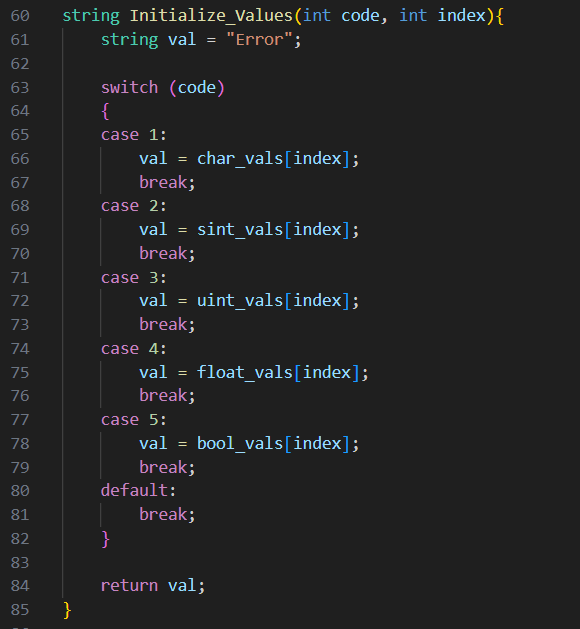 60 string Initialize_Values(int code, int index){
61     string val = "Error";
62
63     switch (code)
64     {
65     case 1:
66         val = char_vals[index];
67         break;
68     case 2:
69         val = sint_vals[index];
70         break;
71     case 3:
72         val = uint_vals[index];
73         break;
74     case 4:
75         val = float_vals[index];
76         break;
77     case 5:
78         val = bool_vals[index];
79         break;
80     default:
81         break;
82     }
83
84     return val;
85 }